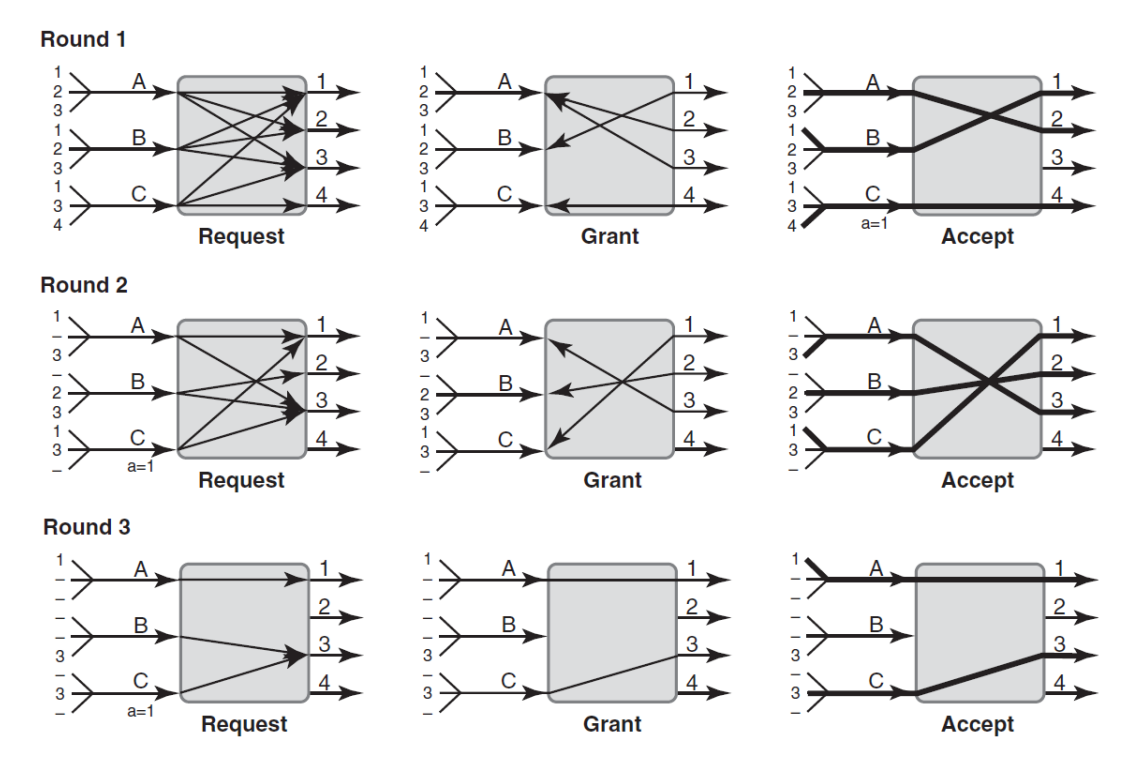 Round 1
1
2 A 1
3
1 2
2 B
3 3
1
3 C 4
4
Request
1
2 A 1
3
1 2
2 B
3 3
1
3 C 4
4
Grant
1
2 A 1
3
1 2
2 B
3 3
1
3 C 4
4 a=1
Accept
Round 2
1
– A 1
3
– 2
2 B
3 3
1
3 C 4
– a=1
Request
1
– A 1
3
– 2
2 B
3 3
1
3 C 4
–
Grant
1
– A 1
3
– 2
2 B
3 3
1
3 C 4
–
Accept
Round 3
1
– A 1
–
– 2
– B
3 3
–
3 C 4
– a=1
Request
1
– A 1
–
– 2
– B
3 3
–
3 C 4
–
Grant
1
– A 1
–
– 2
– B
3 3
–
3 C 4
–
Accept